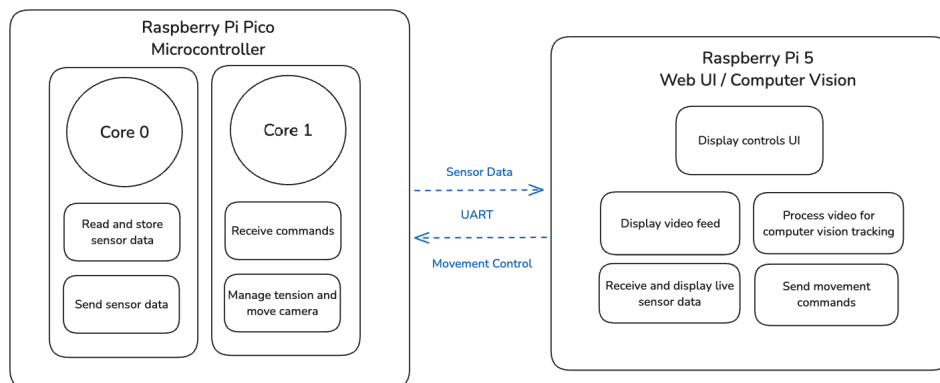 Raspberry Pi Pico
Microcontroller
Core 0
Core 1
Read and store
sensor data
Receive commands
Send sensor data
Manage tension and
move camera
Sensor Data
UART
Movement Control
Raspberry Pi 5
Web UI / Computer Vision
Display controls UI
Display video feed
Process video for
computer vision tracking
Receive and display live
sensor data
Send movement
commands